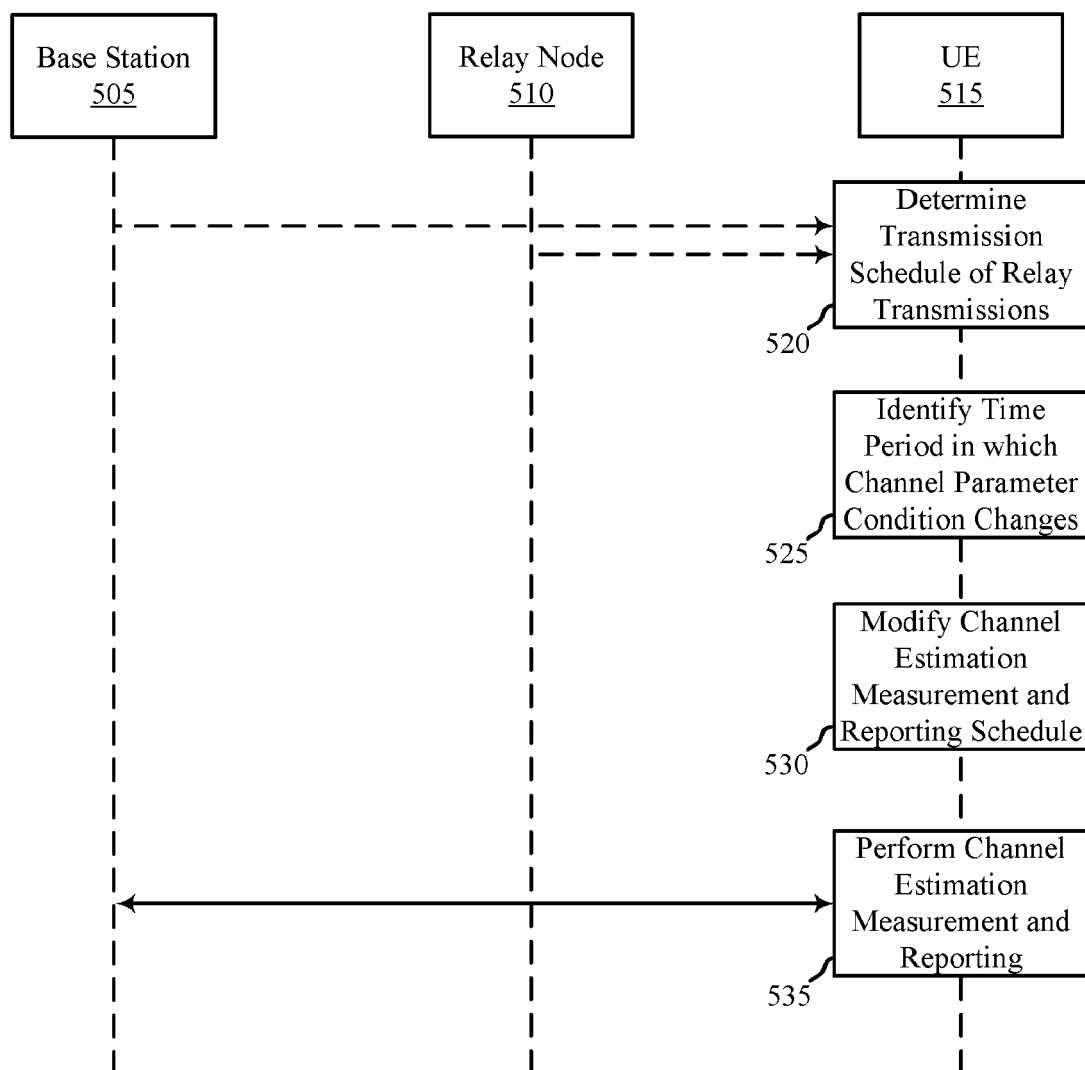 Base Station
505
Relay Node
510
UE
515
Determine
Transmission
Schedule of Relay
Transmissions
520
Identify Time
Period in which
Channel Parameter
Condition Changes
525
Modify Channel
Estimation
Measurement and
Reporting Schedule
530
Perform Channel
Estimation
Measurement and
Reporting
535